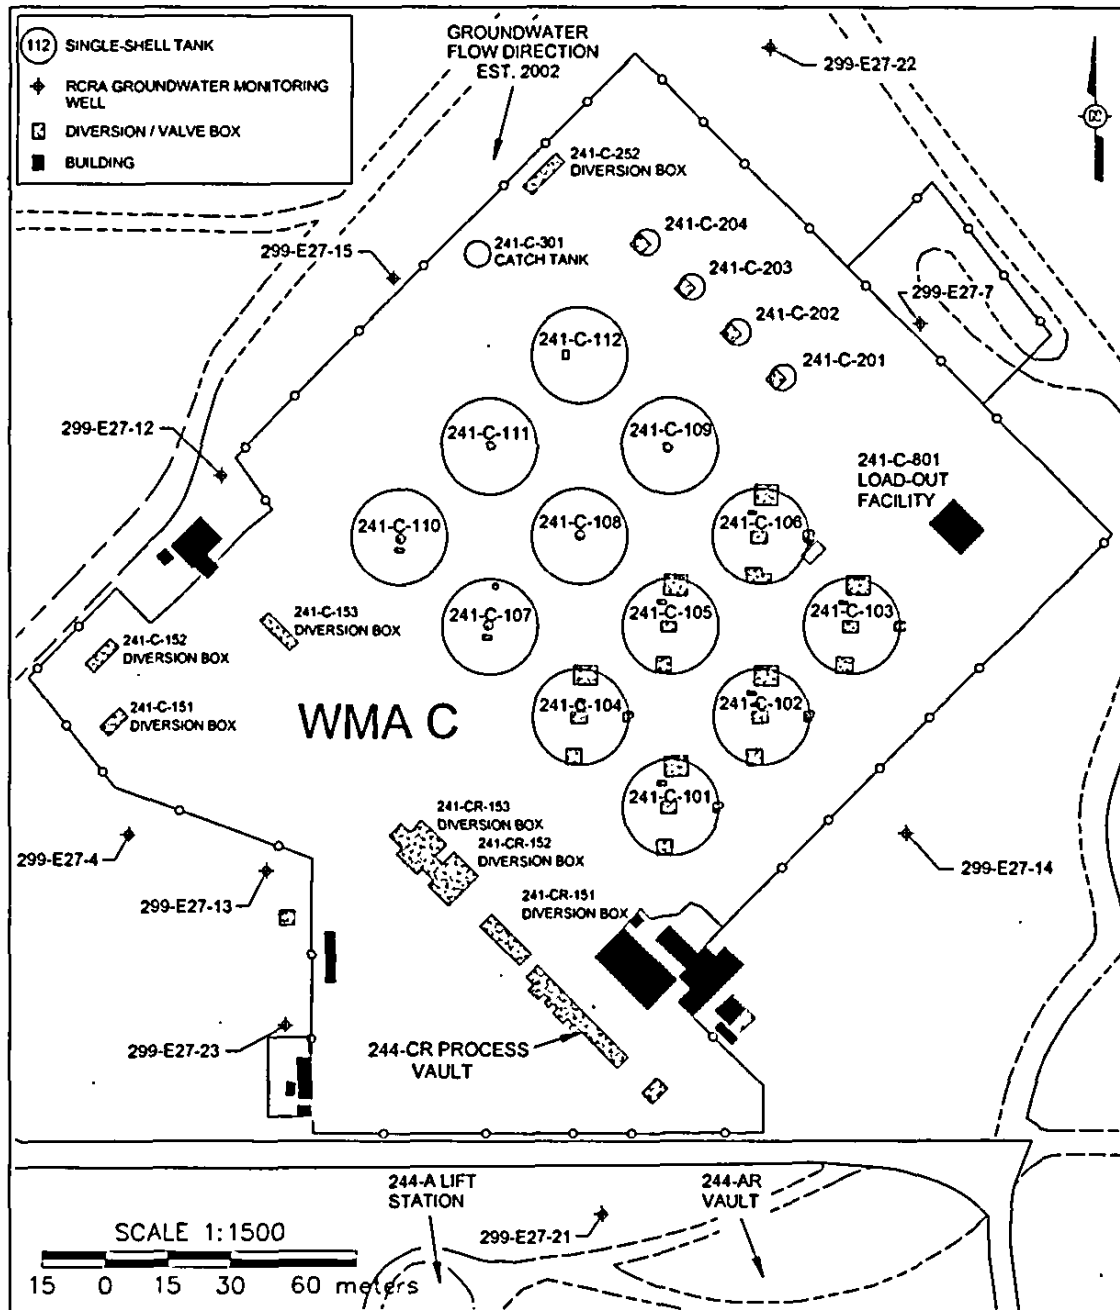 112 SINGLE-SHELL TANK
RCRA GROUNDWATER MONITORING
WELL
DIVERSION / VALVE BOX
BUILDING
GROUNDWATER
FLOW DIRECTION
EST. 2002
299-E27-22
241-C-252
DIVERSION BOX
241-C-204
299-E27-15
241-C-301
CATCH TANK
241-C-203
299-E27-7
241-C-202
241-C-112
241-C-201
299-E27-12
241-C-111
241-C-109
241-C-801
LOAD-OUT
FACILITY
241-C-110
241-C-108
241-C-106
241-C-153
DIVERSION BOX
241-C-107
241-C-105
241-C-103
241-C-152
DIVERSION BOX
241-C-151
DIVERSION BOX
WMA C
241-C-104
241-C-102
241-C-101
241-CR-153
DIVERSION BOX
241-CR-152
DIVERSION BOX
299-E27-4
299-E27-14
241-CR-151
DIVERSION BOX
299-E27-13
299-E27-23
244-CR PROCESS
VAULT
244-A LIFT
STATION
244-AR
VAULT
299-E27-21
SCALE 1:1500
15 0 15 30 60 meters